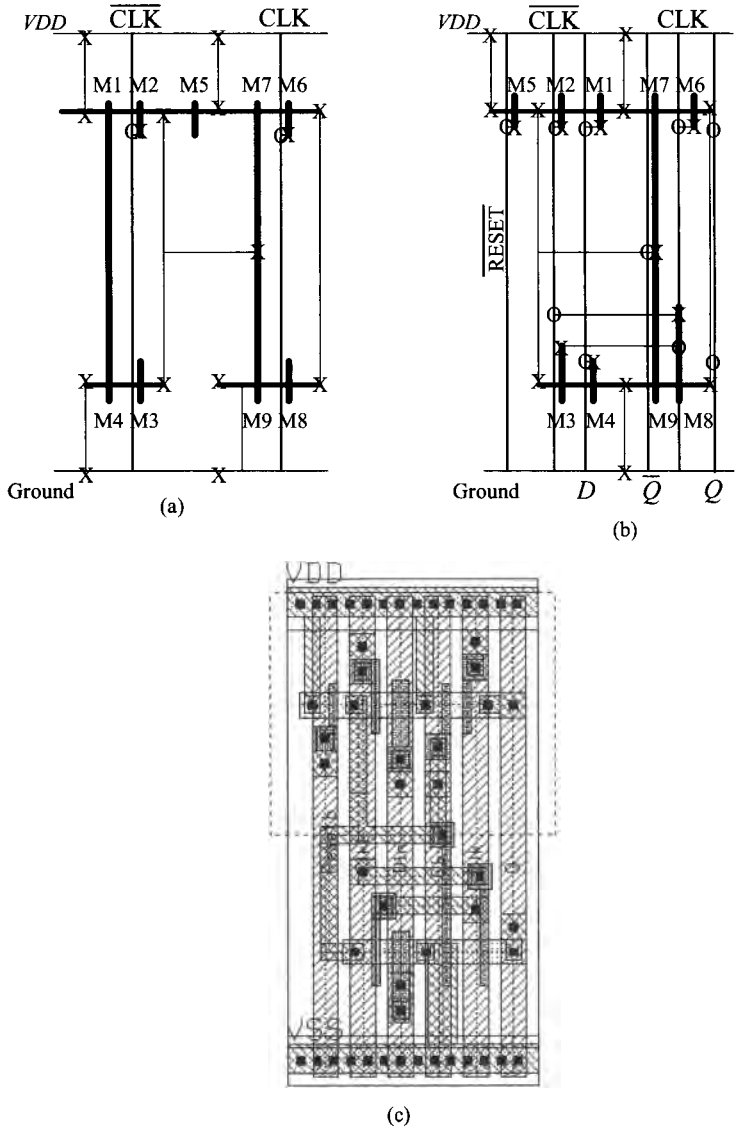 VDD
CLK
CLK
M1 M2 M5 M7 M6
M4 M3 M9 M8
Ground
(a)
VDD
CLK
CLK
M5 M2 M1 M7 M6
RESET
M3 M4 M9 M8
Ground D Q Q
(b)
VDD
VSS
(c)